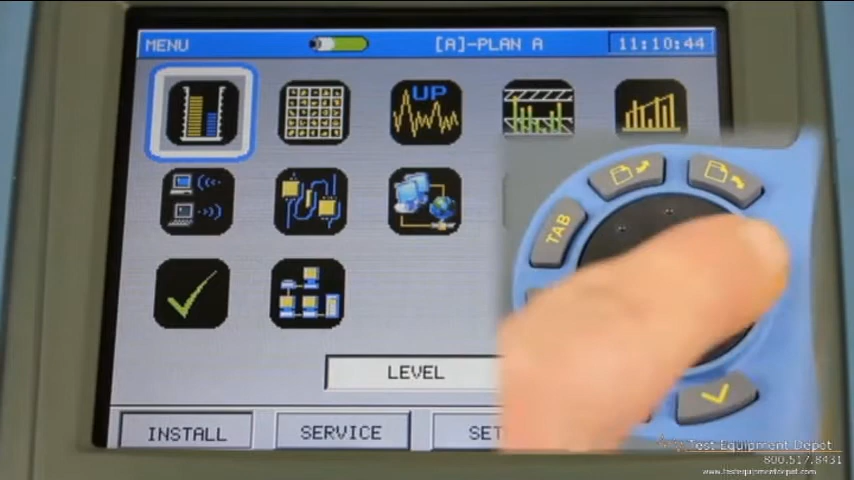 MENU
[A]-PLAN A
11:10:44
UP
TAB
LEVEL
INSTALL
SERVICE
Test Equipment Depot
800.517.8431
www.testequipmentdepot.com